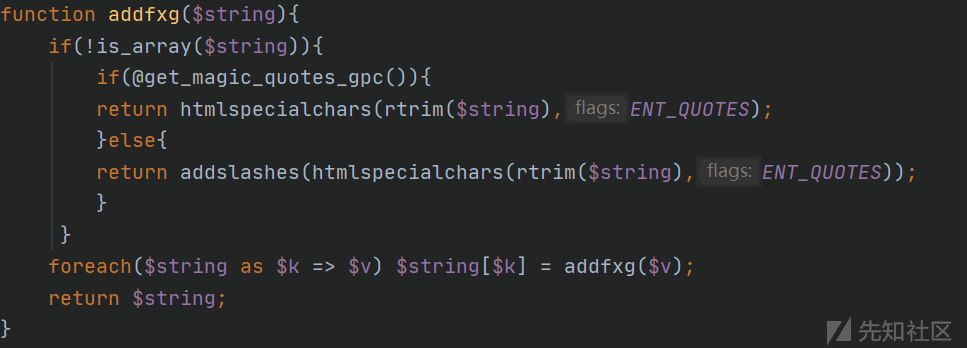 function addfxg($string){
    if(!is_array($string)){
        if(@get_magic_quotes_gpc()){
        return htmlspecialchars(rtrim($string), flags: ENT_QUOTES);
        }else{
        return addslashes(htmlspecialchars(rtrim($string), flags: ENT_QUOTES));
        }
     }
    foreach($string as $k => $v) $string[$k] = addfxg($v);
    return $string;
}
先知社区